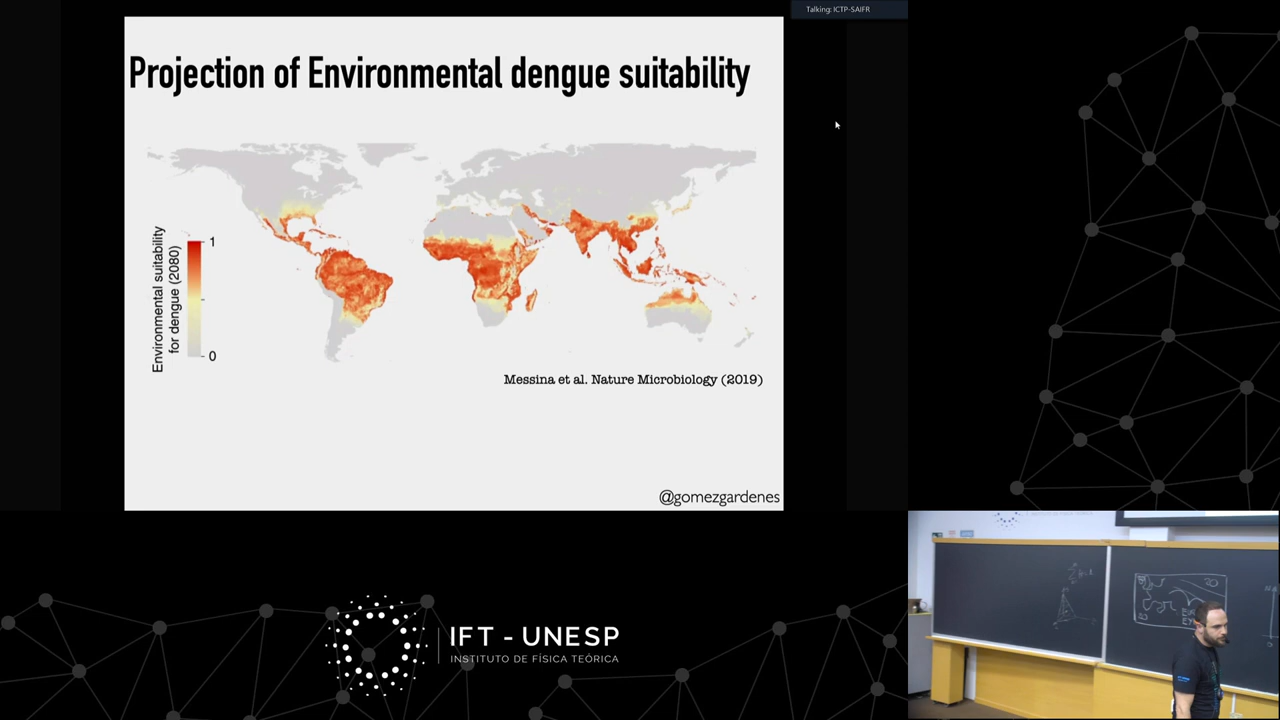 Talking: ICTP-SAIFR
Projection of Environmental dengue suitability
Environmental suitability
for dengue (2080)
1
0
Messina et al. Nature Microbiology (2019)
@gomezgardenes
IFT - UNESP
INSTITUTO DE FÍSICA TEÓRICA